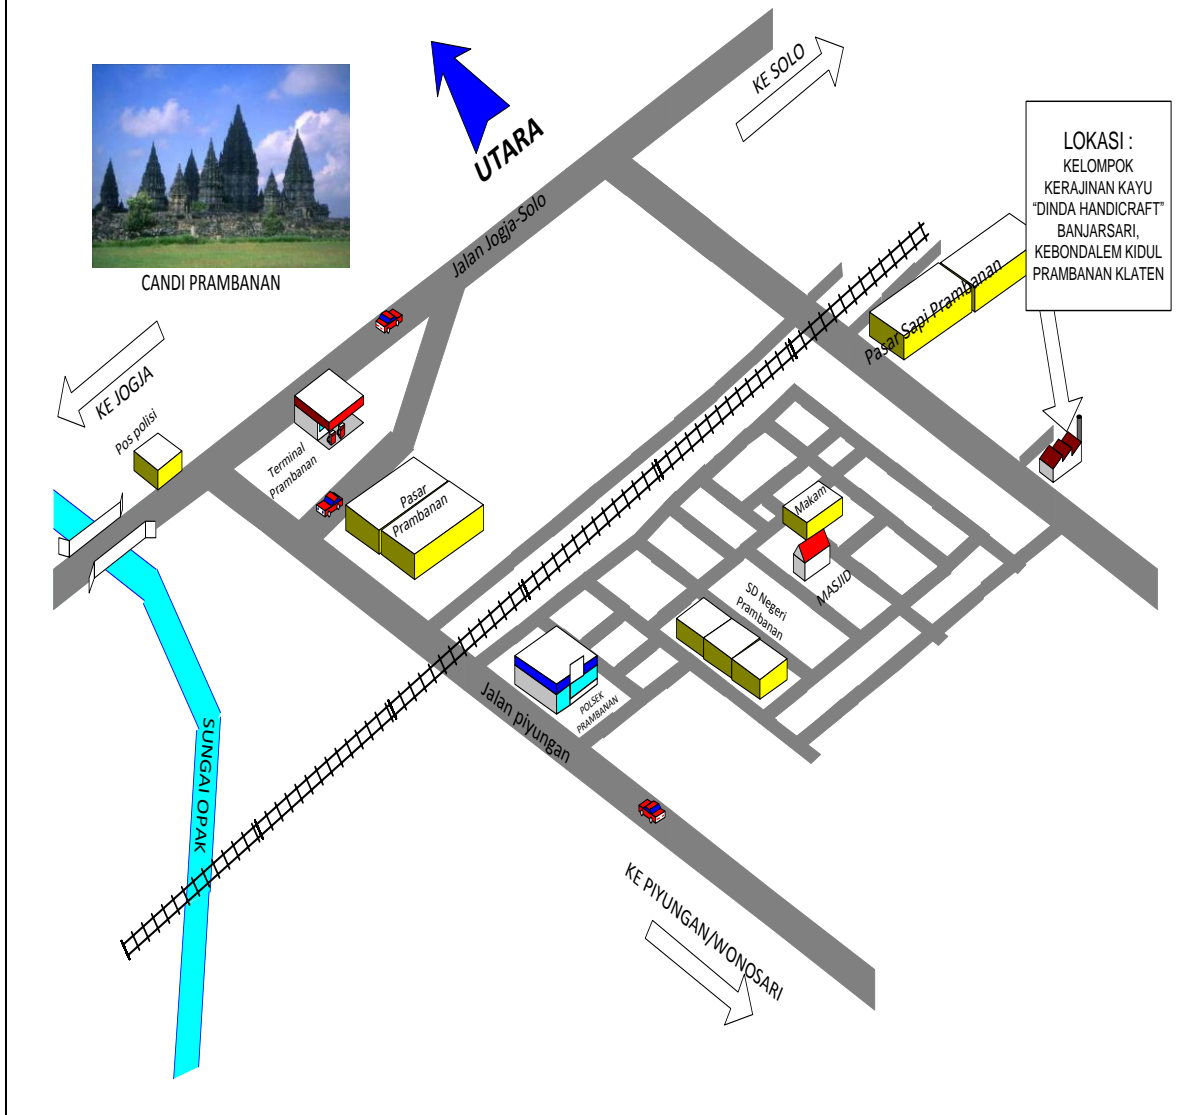 KE SOLO
UTARA
LOKASI :
KELOMPOK
KERAJINAN KAYU
“DINDA HANDICRAFT”
BANJARSARI,
KEBONDALEM KIDUL
PRAMBANAN KLATEN
Jalan Jogja-Solo
CANDI PRAMBANAN
Pasar Sapi Prambanan
KE JOGJA
Pos polisi
Terminal
Prambanan
Pasar
Prambanan
Makam
MASJID
SD Negeri
Prambanan
POLSEK
PRAMBANAN
Jalan piyungan
SUNGAI OPAK
KE PIYUNGAN/WONOSARI